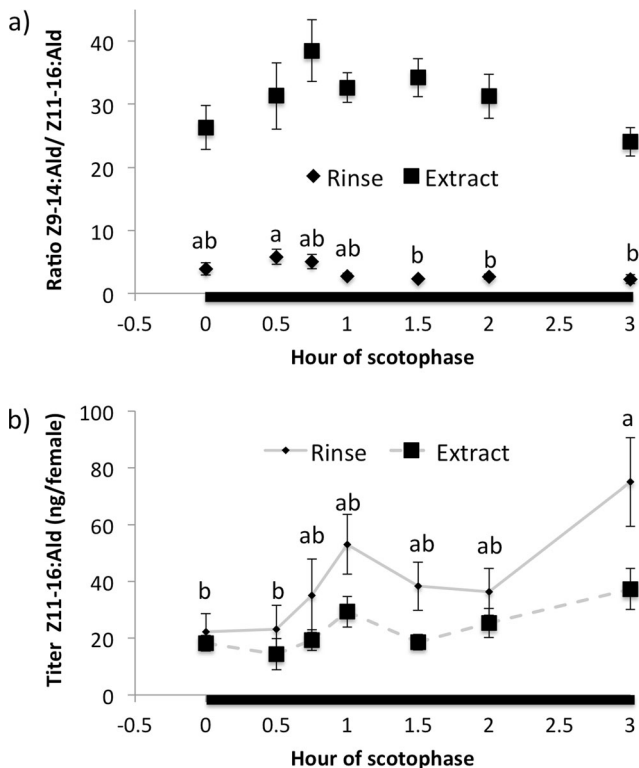 a)
Ratio Z9-14:Ald/ Z11-16:Ald
40
30
20
10
0
Rinse Extract
ab a ab ab b b b
-0.5 0 0.5 1 1.5 2 3
Hour of scotophase
b)
Titer Z11-16:Ald (ng/female)
100
80
60
40
20
0
Rinse Extract
b b ab ab ab ab a
-0.5 0 0.5 1 1.5 2 2.5 3
Hour of scotophase